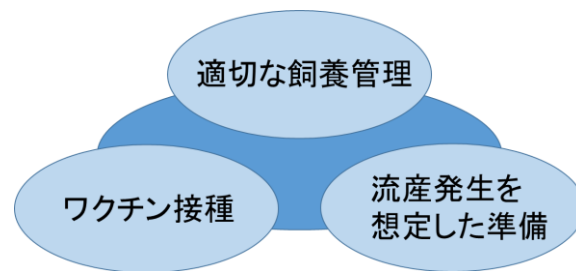 適切な飼養管理
ワクチン接種
流産発生を
想定した準備